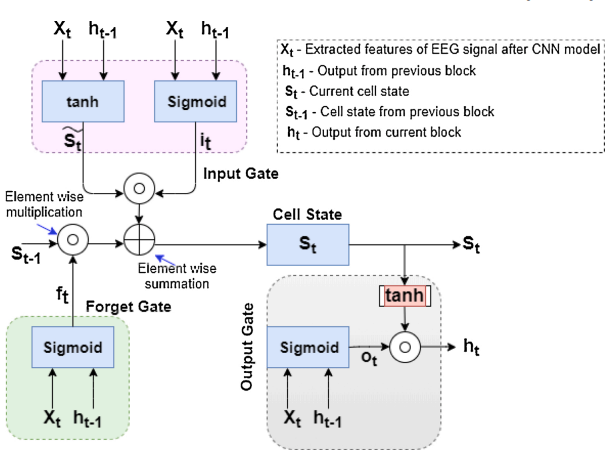 Xt ht-1 Xt ht-1
Xt - Extracted features of EEG signal after CNN model
ht-1 - Output from previous block
St - Current cell state
St-1 - Cell state from previous block
ht - Output from current block
tanh
Sigmoid
S̃t
it
Input Gate
Element wise
multiplication
Cell State
St-1
St
St
Element wise
summation
ft
Forget Gate
Output Gate
[tanh]
Sigmoid
Sigmoid
ot
ht
Xt ht-1
Xt ht-1